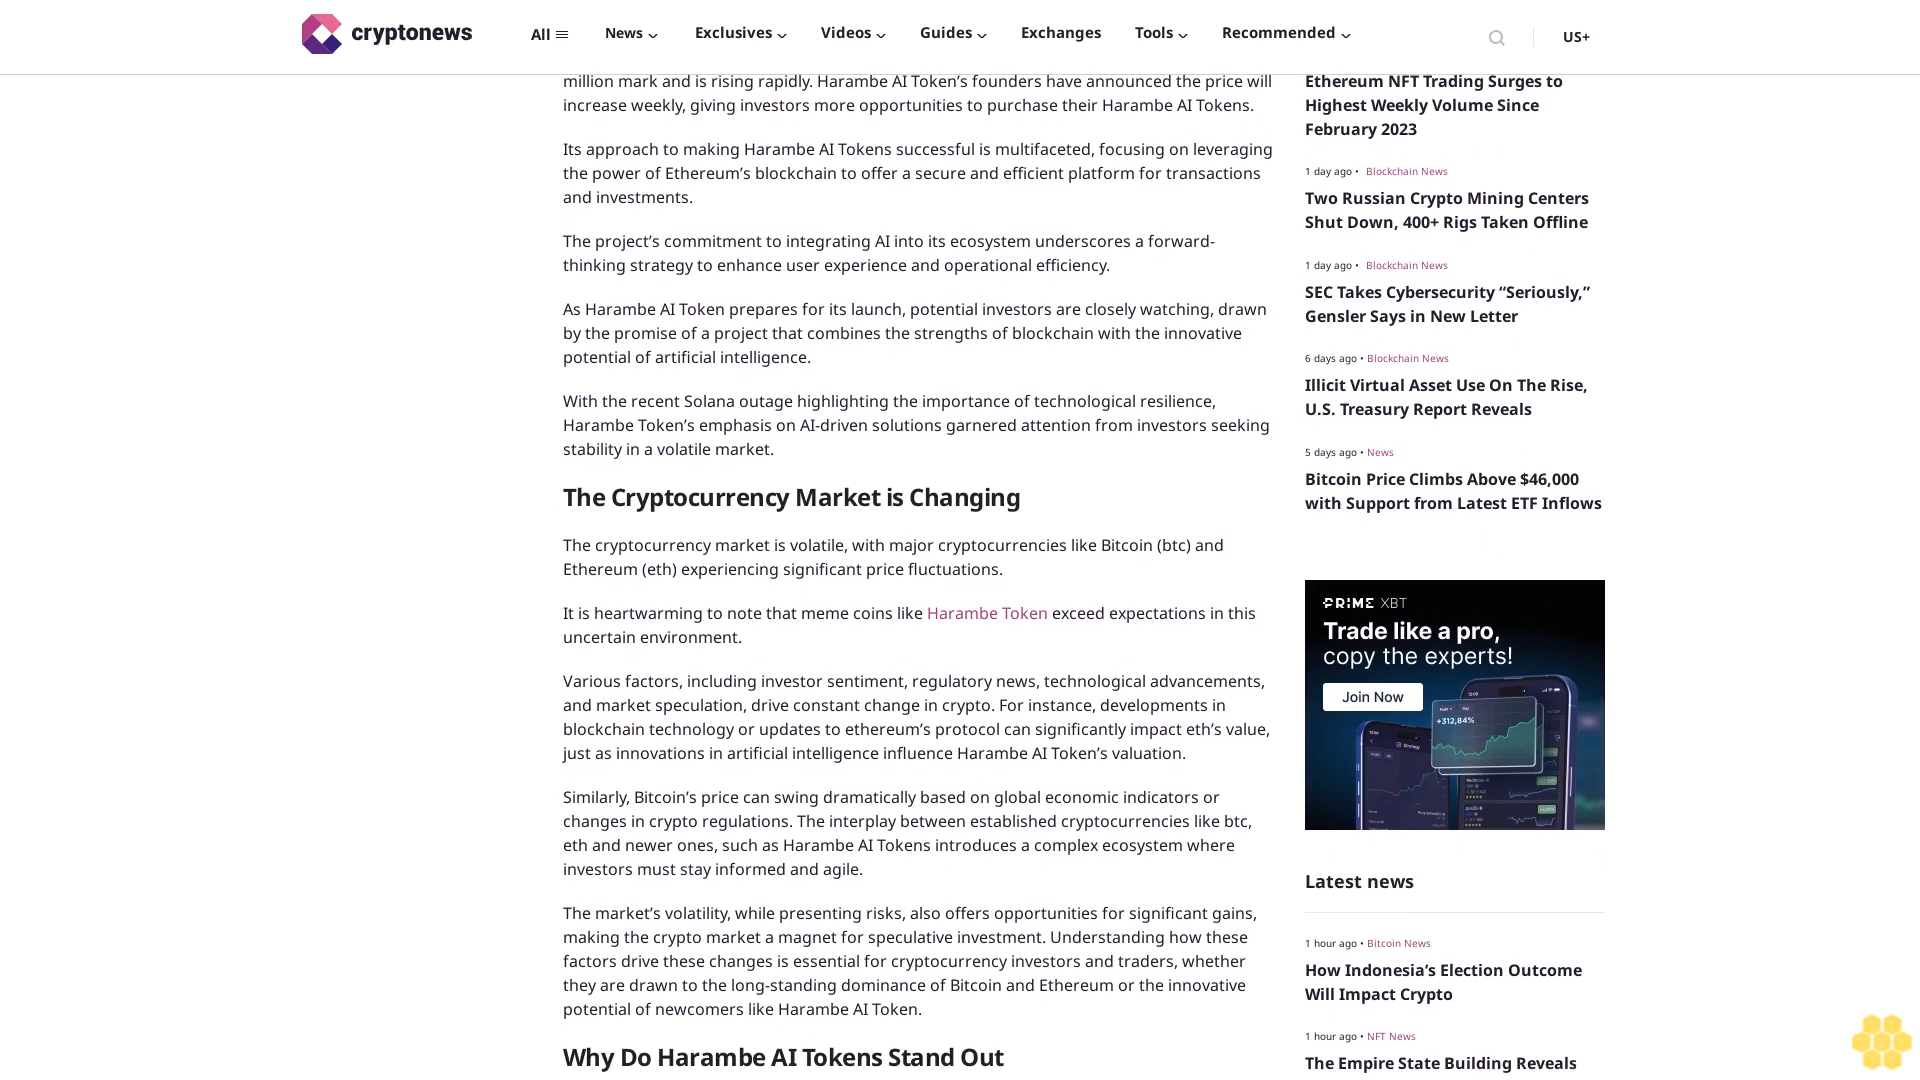 cryptonews
All
News
Exclusives
Videos
Guides
Exchanges
Tools
Recommended
US+
million mark and is rising rapidly. Harambe AI Token’s founders have announced the price will
increase weekly, giving investors more opportunities to purchase their Harambe AI Tokens.
Its approach to making Harambe AI Tokens successful is multifaceted, focusing on leveraging
the power of Ethereum’s blockchain to offer a secure and efficient platform for transactions
and investments.
The project’s commitment to integrating AI into its ecosystem underscores a forward-
thinking strategy to enhance user experience and operational efficiency.
As Harambe AI Token prepares for its launch, potential investors are closely watching, drawn
by the promise of a project that combines the strengths of blockchain with the innovative
potential of artificial intelligence.
With the recent Solana outage highlighting the importance of technological resilience,
Harambe Token’s emphasis on AI-driven solutions garnered attention from investors seeking
stability in a volatile market.
The Cryptocurrency Market is Changing
The cryptocurrency market is volatile, with major cryptocurrencies like Bitcoin (btc) and
Ethereum (eth) experiencing significant price fluctuations.
It is heartwarming to note that meme coins like Harambe Token exceed expectations in this
uncertain environment.
Various factors, including investor sentiment, regulatory news, technological advancements,
and market speculation, drive constant change in crypto. For instance, developments in
blockchain technology or updates to ethereum’s protocol can significantly impact eth’s value,
just as innovations in artificial intelligence influence Harambe AI Token’s valuation.
Similarly, Bitcoin’s price can swing dramatically based on global economic indicators or
changes in crypto regulations. The interplay between established cryptocurrencies like btc,
eth and newer ones, such as Harambe AI Tokens introduces a complex ecosystem where
investors must stay informed and agile.
The market’s volatility, while presenting risks, also offers opportunities for significant gains,
making the crypto market a magnet for speculative investment. Understanding how these
factors drive these changes is essential for cryptocurrency investors and traders, whether
they are drawn to the long-standing dominance of Bitcoin and Ethereum or the innovative
potential of newcomers like Harambe AI Token.
Why Do Harambe AI Tokens Stand Out
Ethereum NFT Trading Surges to
Highest Weekly Volume Since
February 2023
1 day ago • Blockchain News
Two Russian Crypto Mining Centers
Shut Down, 400+ Rigs Taken Offline
1 day ago • Blockchain News
SEC Takes Cybersecurity “Seriously,”
Gensler Says in New Letter
6 days ago • Blockchain News
Illicit Virtual Asset Use On The Rise,
U.S. Treasury Report Reveals
5 days ago • News
Bitcoin Price Climbs Above $46,000
with Support from Latest ETF Inflows
PRIME XBT
Trade like a pro,
copy the experts!
Join Now
+312,84%
Latest news
1 hour ago • Bitcoin News
How Indonesia’s Election Outcome
Will Impact Crypto
1 hour ago • NFT News
The Empire State Building Reveals